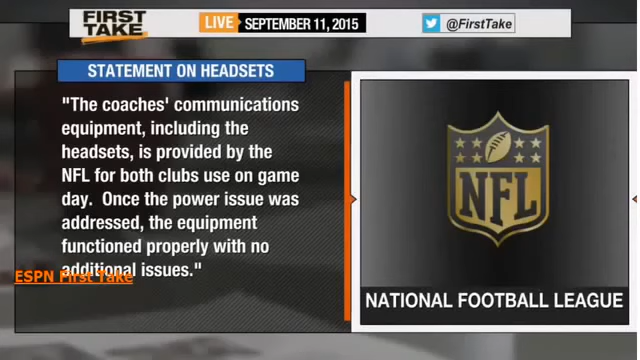 FIRST TAKE
LIVE SEPTEMBER 11, 2015
@FirstTake
STATEMENT ON HEADSETS
"The coaches' communications
equipment, including the
headsets, is provided by the
NFL for both clubs use on game
day. Once the power issue was
addressed, the equipment
functioned properly with no
additional issues."
ESPN First Take
NFL
NATIONAL FOOTBALL LEAGUE